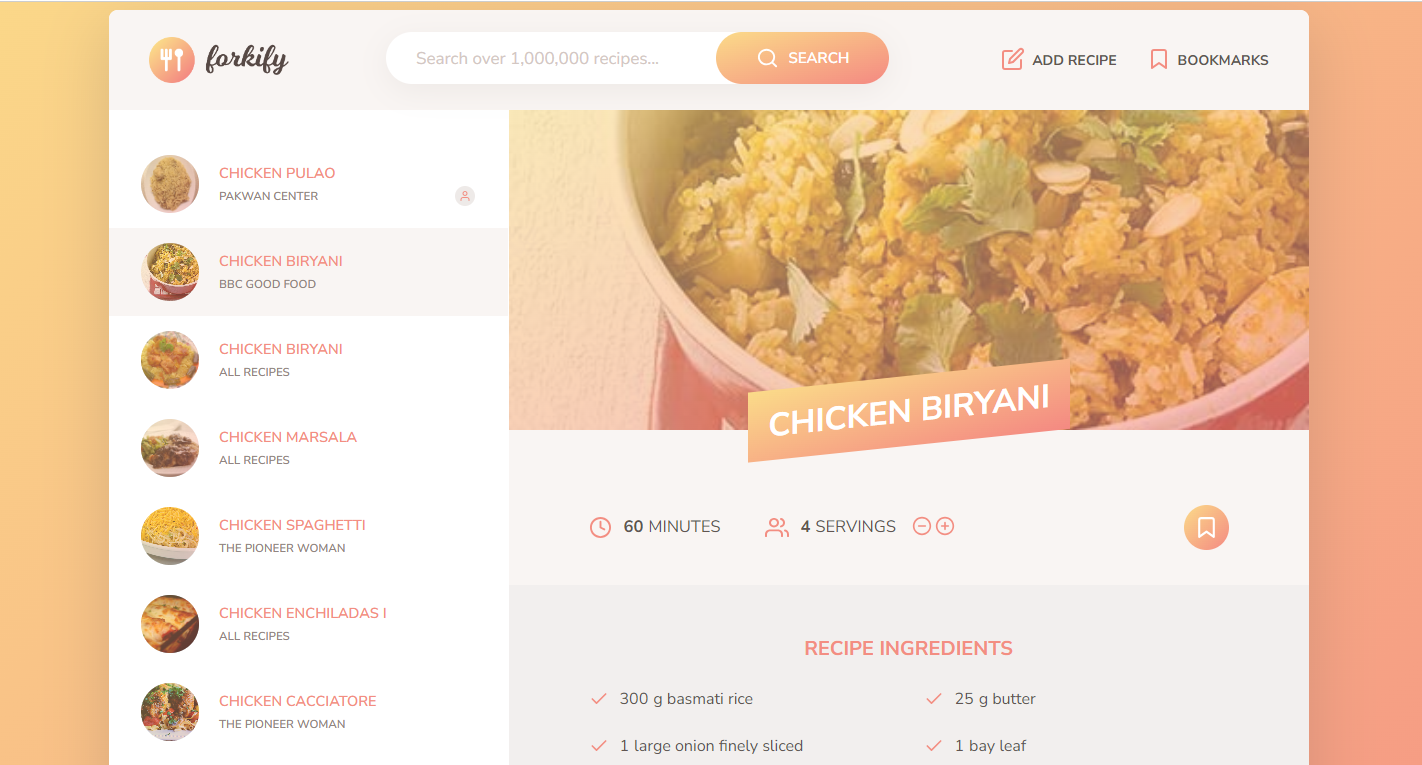 forkify
Search over 1,000,000 recipes...
SEARCH
ADD RECIPE
BOOKMARKS
CHICKEN PULAO
PAKWAN CENTER
CHICKEN BIRYANI
BBC GOOD FOOD
CHICKEN BIRYANI
ALL RECIPES
CHICKEN MARSALA
ALL RECIPES
CHICKEN SPAGHETTI
THE PIONEER WOMAN
CHICKEN ENCHILADAS I
ALL RECIPES
CHICKEN CACCIATORE
THE PIONEER WOMAN
CHICKEN BIRYANI
60 MINUTES
4 SERVINGS
RECIPE INGREDIENTS
300 g basmati rice
25 g butter
1 large onion finely sliced
1 bay leaf